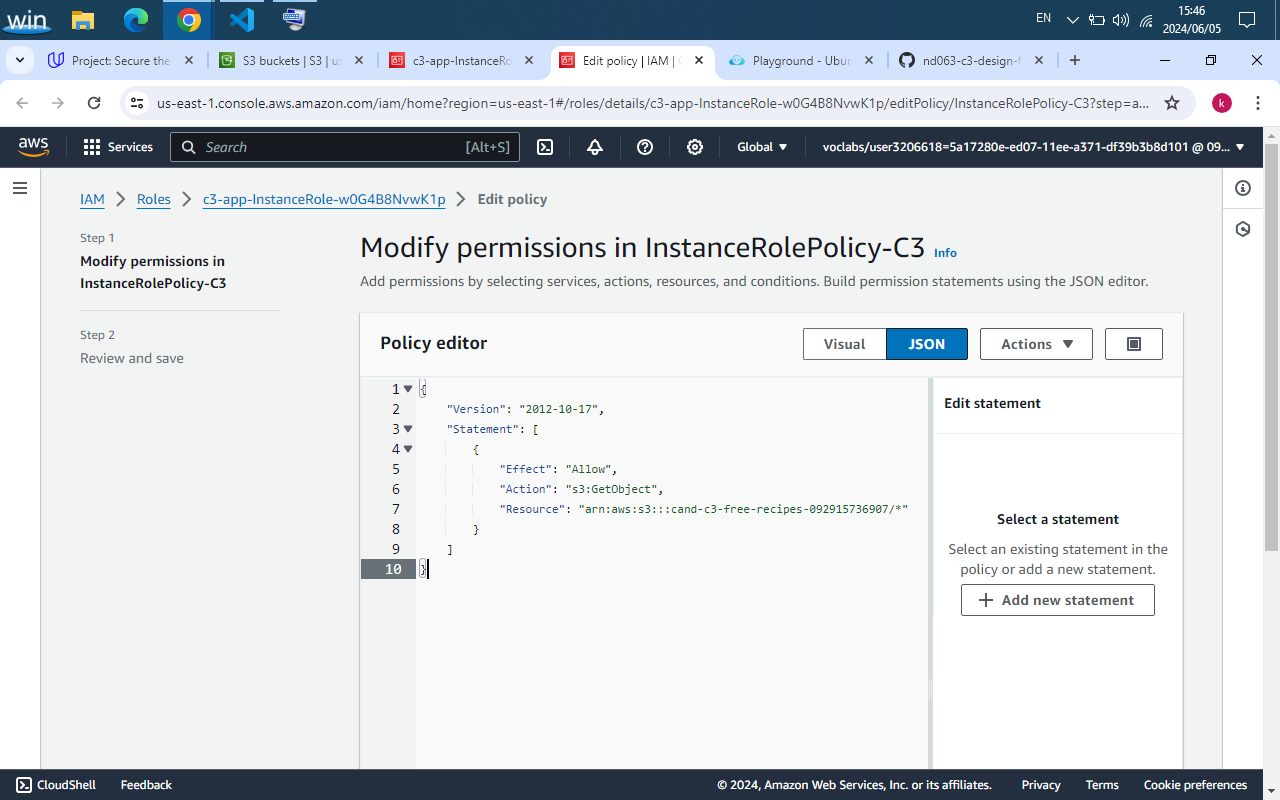 win
EN
15:46
2024/06/05
Project: Secure the
S3 buckets | S3 | us
c3-app-InstanceRo
Edit policy | IAM | G
Playground - Ubun
nd063-c3-design-f
us-east-1.console.aws.amazon.com/iam/home?region=us-east-1#/roles/details/c3-app-InstanceRole-w0G4B8NvwK1p/editPolicy/InstanceRolePolicy-C3?step=a...
k
aws
Services
Search
[Alt+S]
Global
voclabs/user3206618=5a17280e-ed07-11ee-a371-df39b3b8d101 @ 09...
IAM > Roles > c3-app-InstanceRole-w0G4B8NvwK1p > Edit policy
Step 1
Modify permissions in
InstanceRolePolicy-C3
Step 2
Review and save
Modify permissions in InstanceRolePolicy-C3 Info
Add permissions by selecting services, actions, resources, and conditions. Build permission statements using the JSON editor.
Policy editor
Visual
JSON
Actions
1 {
2 "Version": "2012-10-17",
3 "Statement": [
4 {
5 "Effect": "Allow",
6 "Action": "s3:GetObject",
7 "Resource": "arn:aws:s3:::cand-c3-free-recipes-092915736907/*"
8 }
9 ]
10 }
Edit statement
Select a statement
Select an existing statement in the
policy or add a new statement.
+ Add new statement
CloudShell
Feedback
© 2024, Amazon Web Services, Inc. or its affiliates.
Privacy
Terms
Cookie preferences